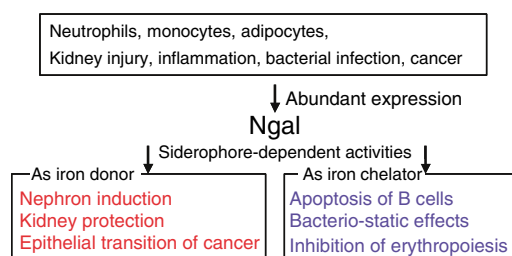 Neutrophils, monocytes, adipocytes,
Kidney injury, inflammation, bacterial infection, cancer
Abundant expression
Ngal
Siderophore-dependent activities
As iron donor
Nephron induction
Kidney protection
Epithelial transition of cancer
As iron chelator
Apoptosis of B cells
Bacterio-static effects
Inhibition of erythropoiesis